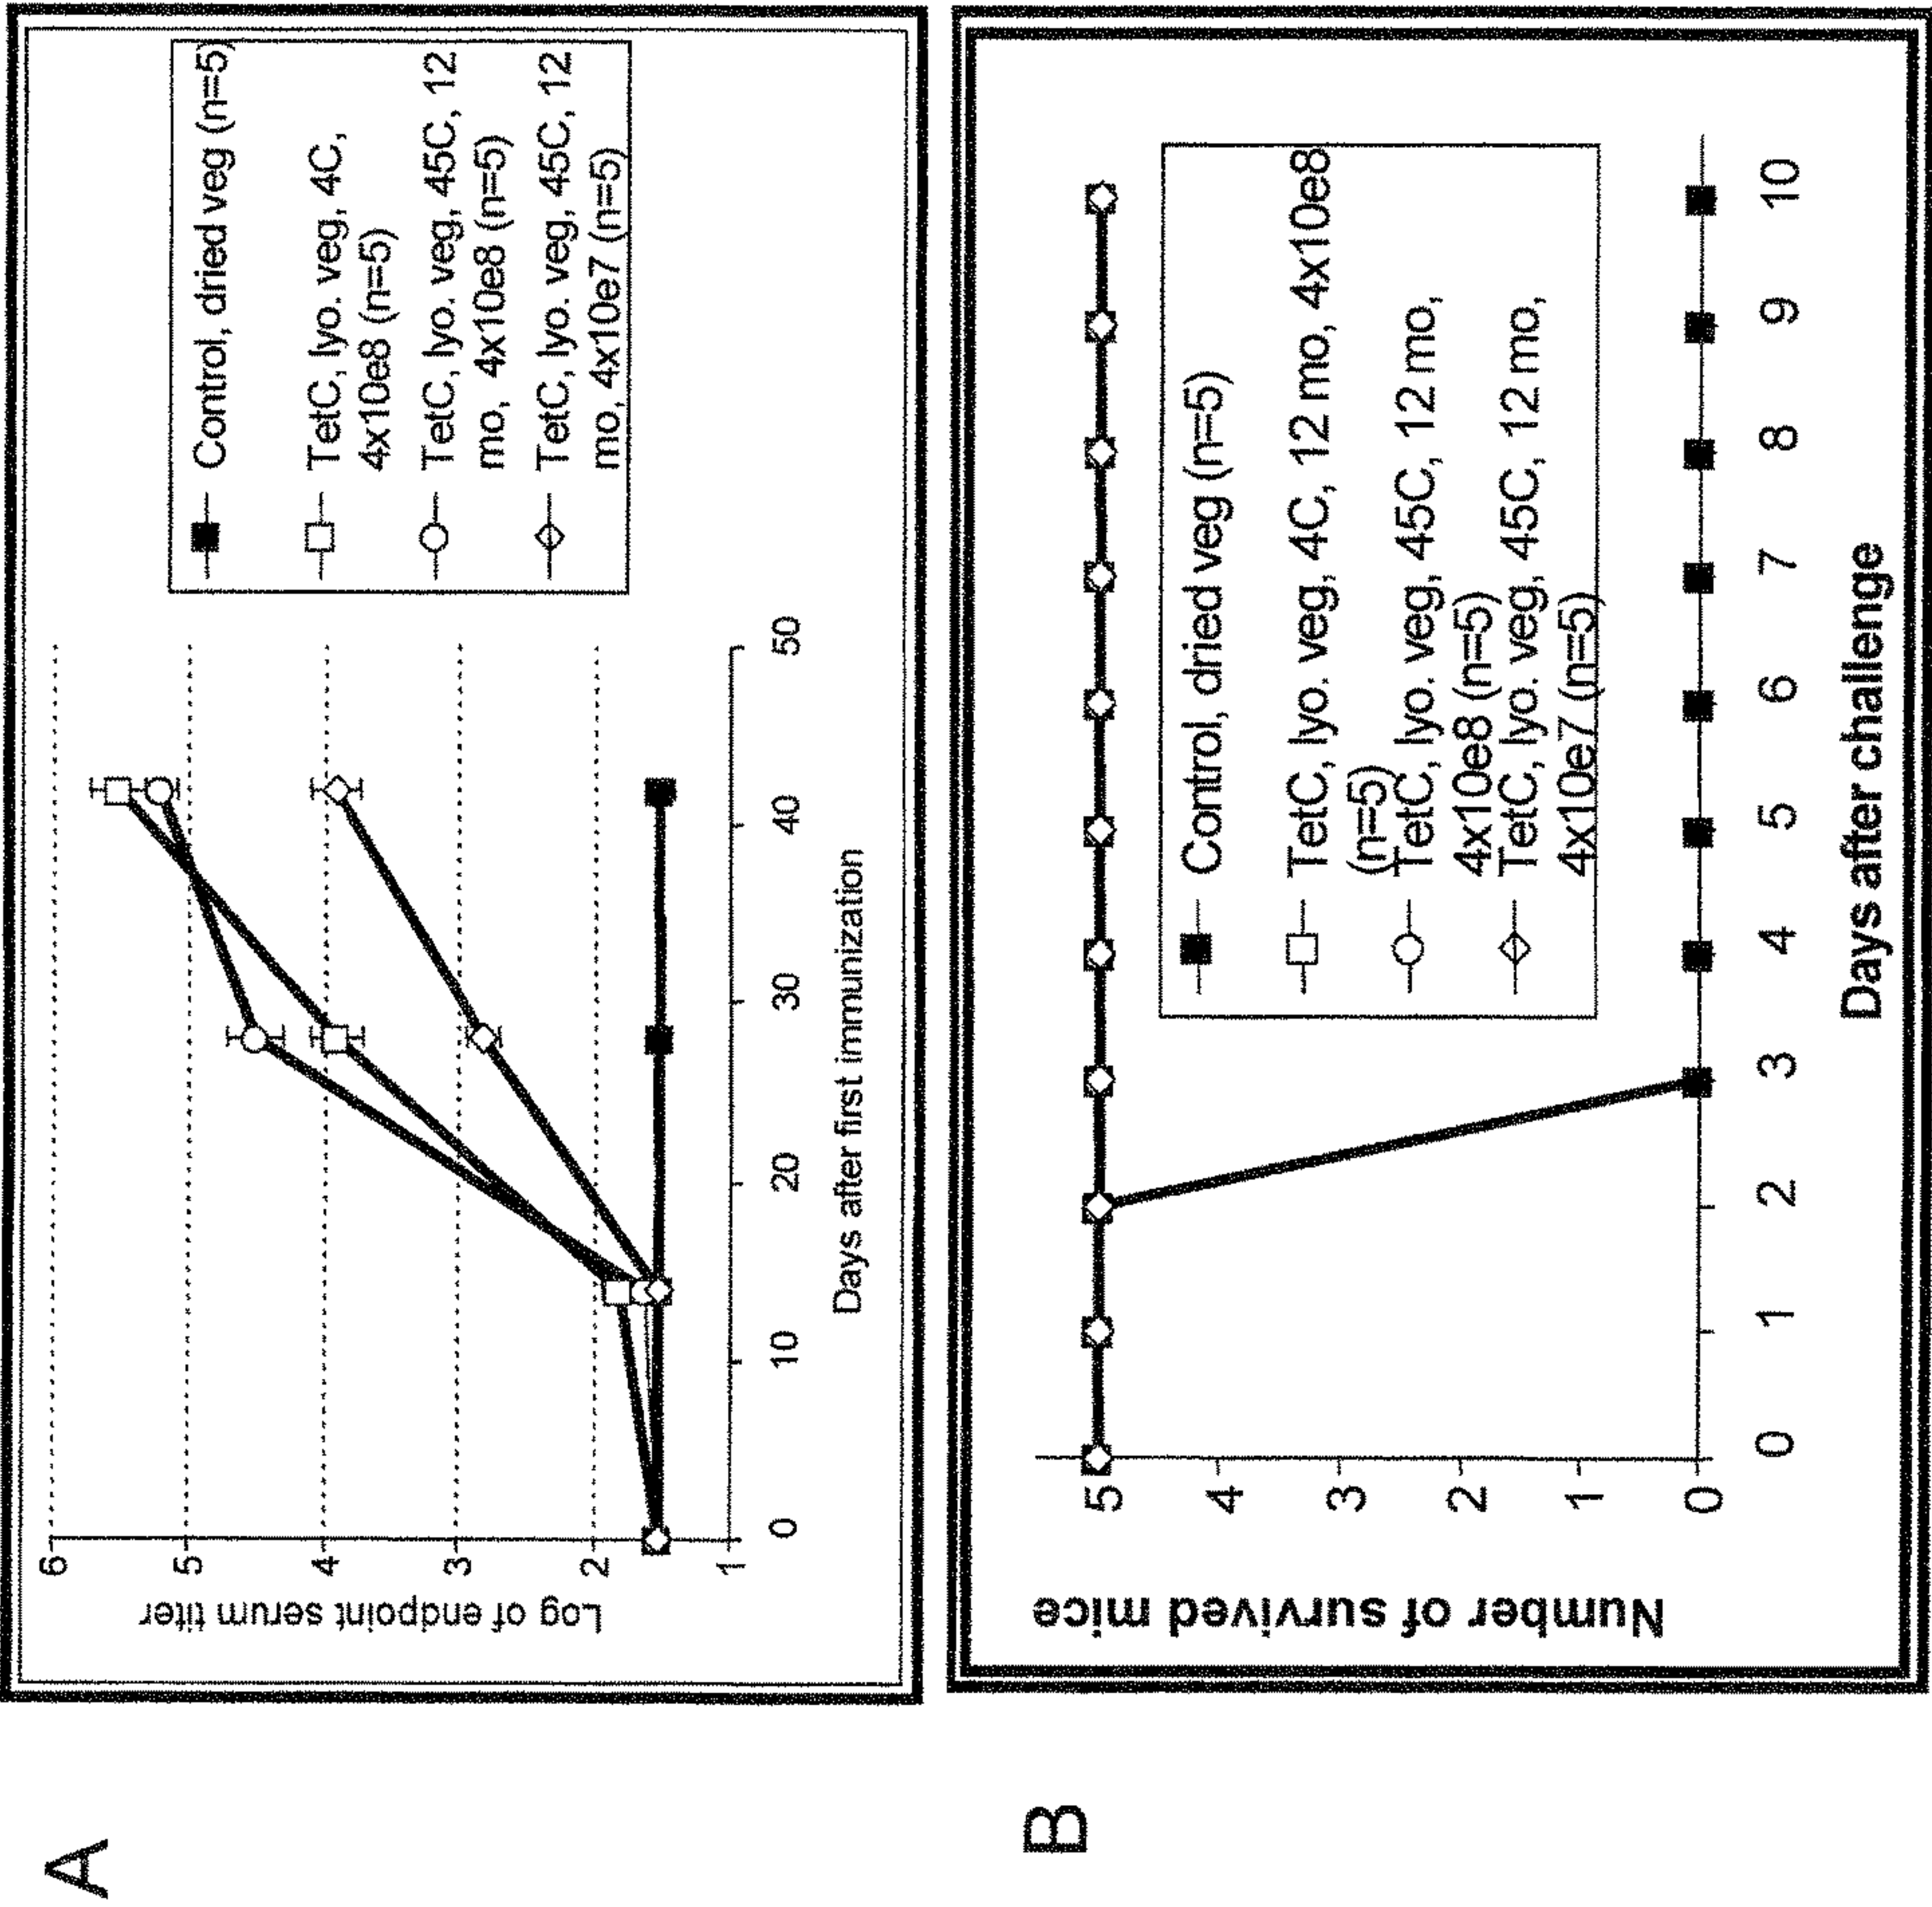 A
Log of endpoint serum titer
6
5
4
3
2
1
0
10
20
30
40
50
Days after first immunization
Control, dried veg (n=5)
TetC, lyo. veg, 4C,
4x10e8 (n=5)
TetC, lyo. veg, 45C, 12
mo, 4x10e8 (n=5)
TetC, lyo. veg, 45C, 12
mo, 4x10e7 (n=5)
B
Number of survived mice
5
4
3
2
1
0
0
1
2
3
4
5
6
7
8
9
10
Days after challenge
Control, dried veg (n=5)
TetC, lyo. veg, 4C, 12 mo, 4x10e8
(n=5)
TetC, lyo. veg, 45C, 12 mo,
4x10e8 (n=5)
TetC, lyo. veg, 45C, 12 mo,
4x10e7 (n=5)